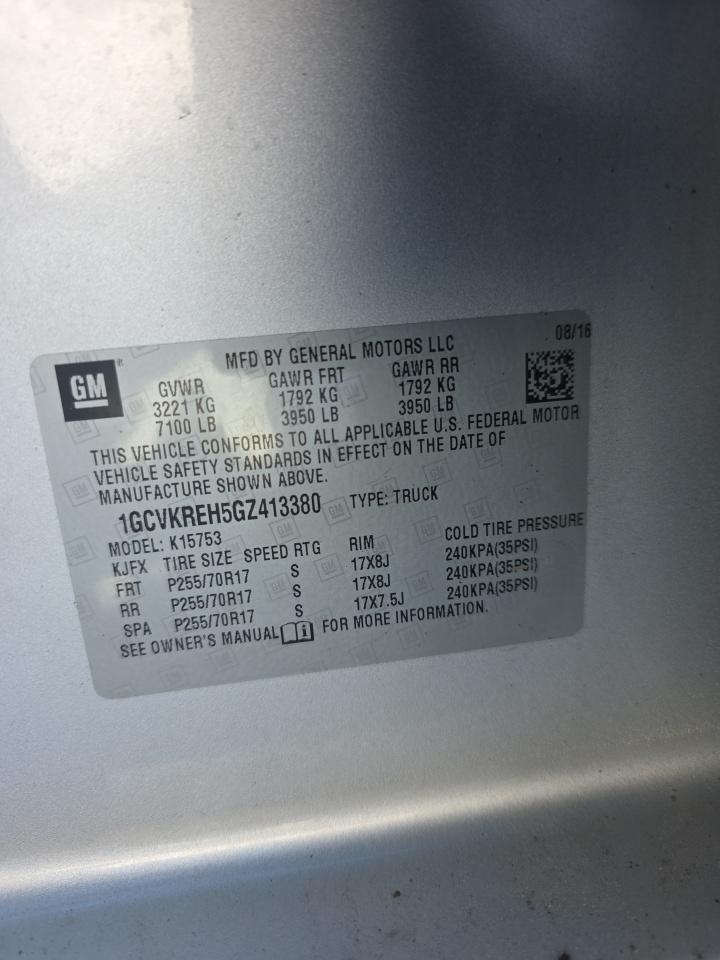 08/16
GM
MFD BY GENERAL MOTORS LLC
GVWR GAWR FRT GAWR RR
3221 KG 1792 KG 1792 KG
7100 LB 3950 LB 3950 LB
THIS VEHICLE CONFORMS TO ALL APPLICABLE U.S. FEDERAL MOTOR
VEHICLE SAFETY STANDARDS IN EFFECT ON THE DATE OF
MANUFACTURE SHOWN ABOVE.
1GCVKREH5GZ413380 TYPE: TRUCK
MODEL: K15753
KJFX TIRE SIZE SPEED RTG RIM COLD TIRE PRESSURE
FRT P255/70R17 S 17X8J 240KPA(35PSI)
RR P255/70R17 S 17X8J 240KPA(35PSI)
SPA P255/70R17 S 17X7.5J 240KPA(35PSI)
SEE OWNER'S MANUAL FOR MORE INFORMATION.